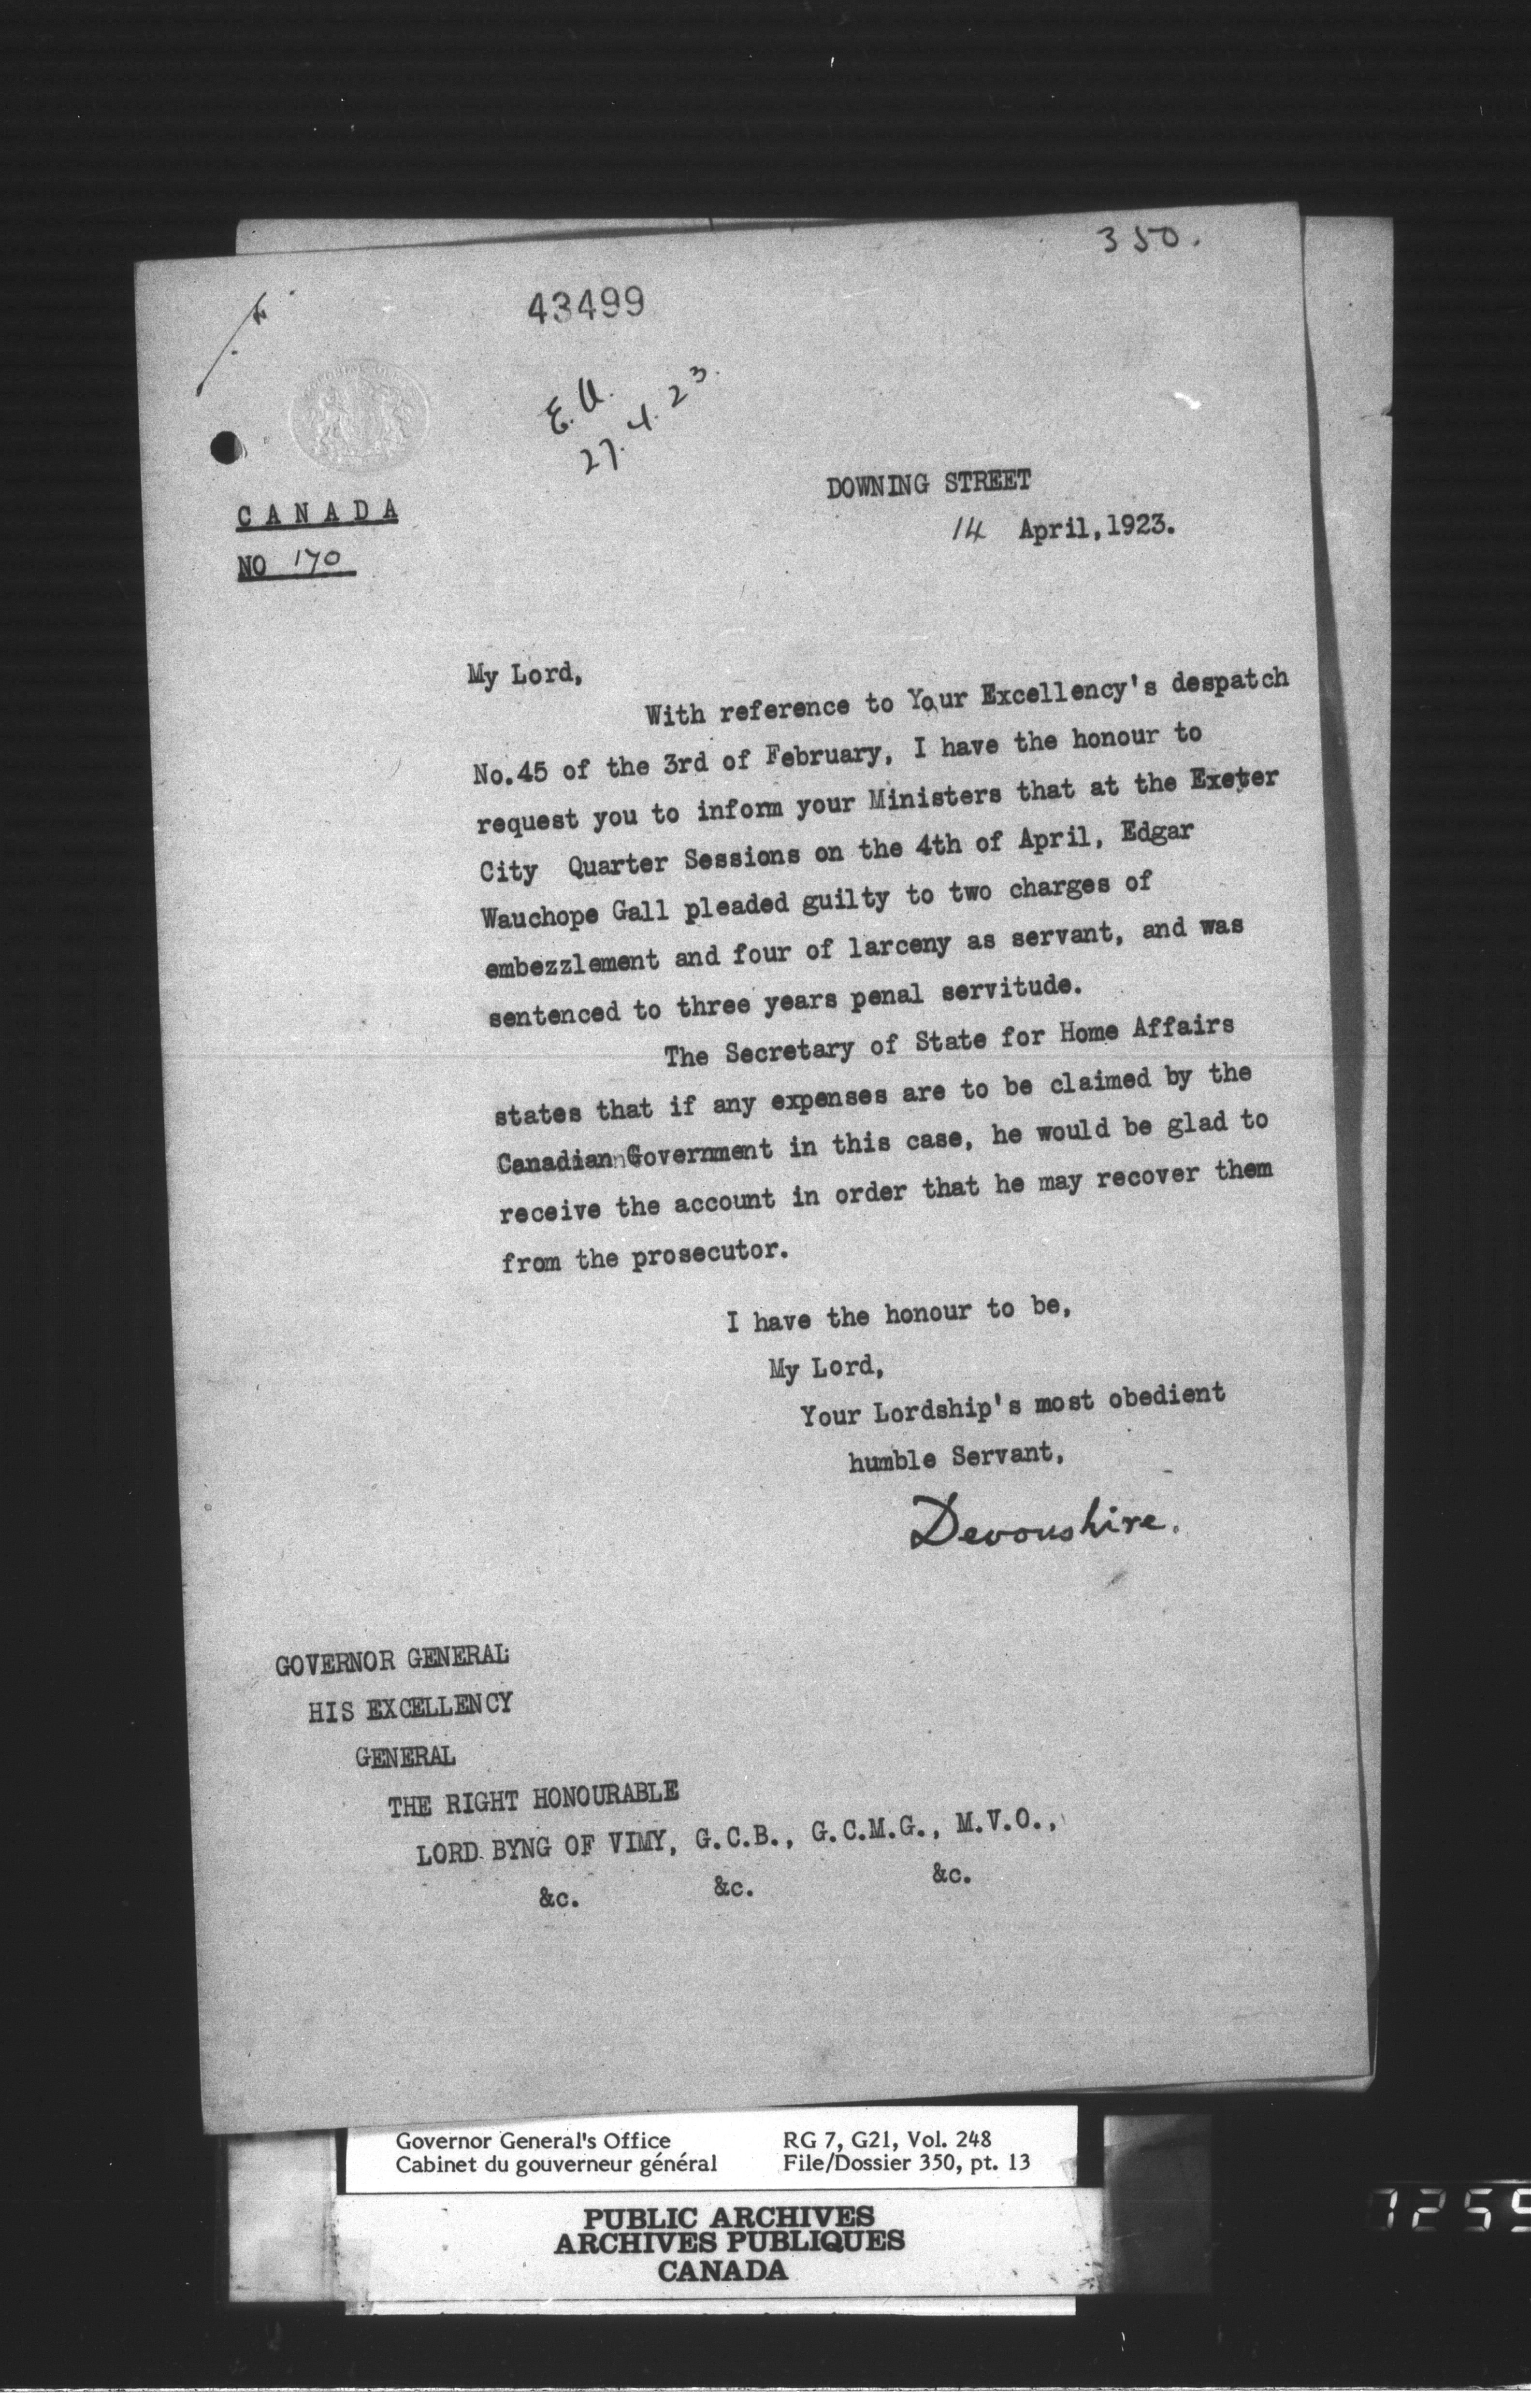 350.
43499
E.A.
27.4.23.
DOWNING STREET
14 April, 1923.
CANADA
NO 170
My Lord,
With reference to Your Excellency's despatch
No.45 of the 3rd of February, I have the honour to
request you to inform your Ministers that at the Exeter
City Quarter Sessions on the 4th of April, Edgar
Wauchope Gall pleaded guilty to two charges of
embezzlement and four of larceny as servant, and was
sentenced to three years penal servitude.
The Secretary of State for Home Affairs
states that if any expenses are to be claimed by the
Canadian Government in this case, he would be glad to
receive the account in order that he may recover them
from the prosecutor.
I have the honour to be,
My Lord,
Your Lordship's most obedient
humble Servant,
Devonshire.
GOVERNOR GENERAL
HIS EXCELLENCY
GENERAL
THE RIGHT HONOURABLE
LORD BYNG OF VIMY, G.C.B., G.C.M.G., M.V.O.,
&c. &c. &c.
Governor General's Office RG 7, G21, Vol. 248
Cabinet du gouverneur général File/Dossier 350, pt. 13
PUBLIC ARCHIVES
ARCHIVES PUBLIQUES
CANADA
1255